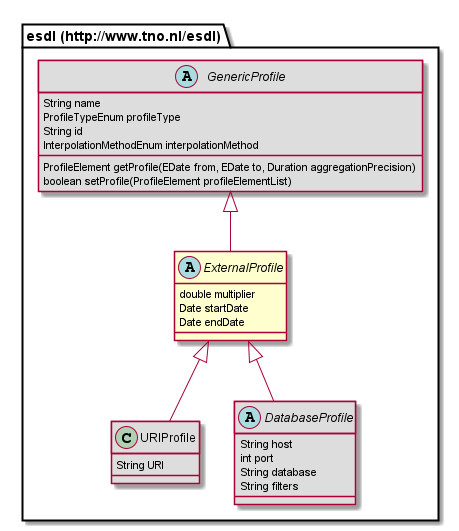 esdl (http://www.tno.nl/esdl)
A GenericProfile
String name
ProfileTypeEnum profileType
String id
InterpolationMethodEnum interpolationMethod
ProfileElement getProfile(EDate from, EDate to, Duration aggregationPrecision)
boolean setProfile(ProfileElement profileElementList)
A ExternalProfile
double multiplier
Date startDate
Date endDate
C URIProfile
String URI
A DatabaseProfile
String host
int port
String database
String filters